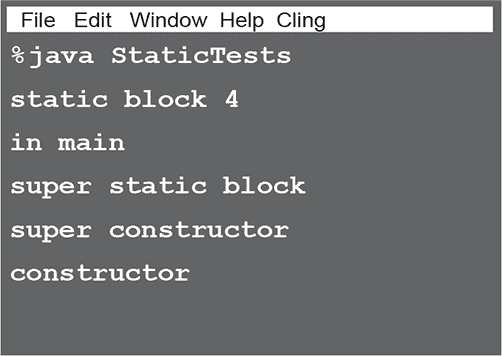 File Edit Window Help Cling
%java StaticTests
static block 4
in main
super static block
super constructor
constructor